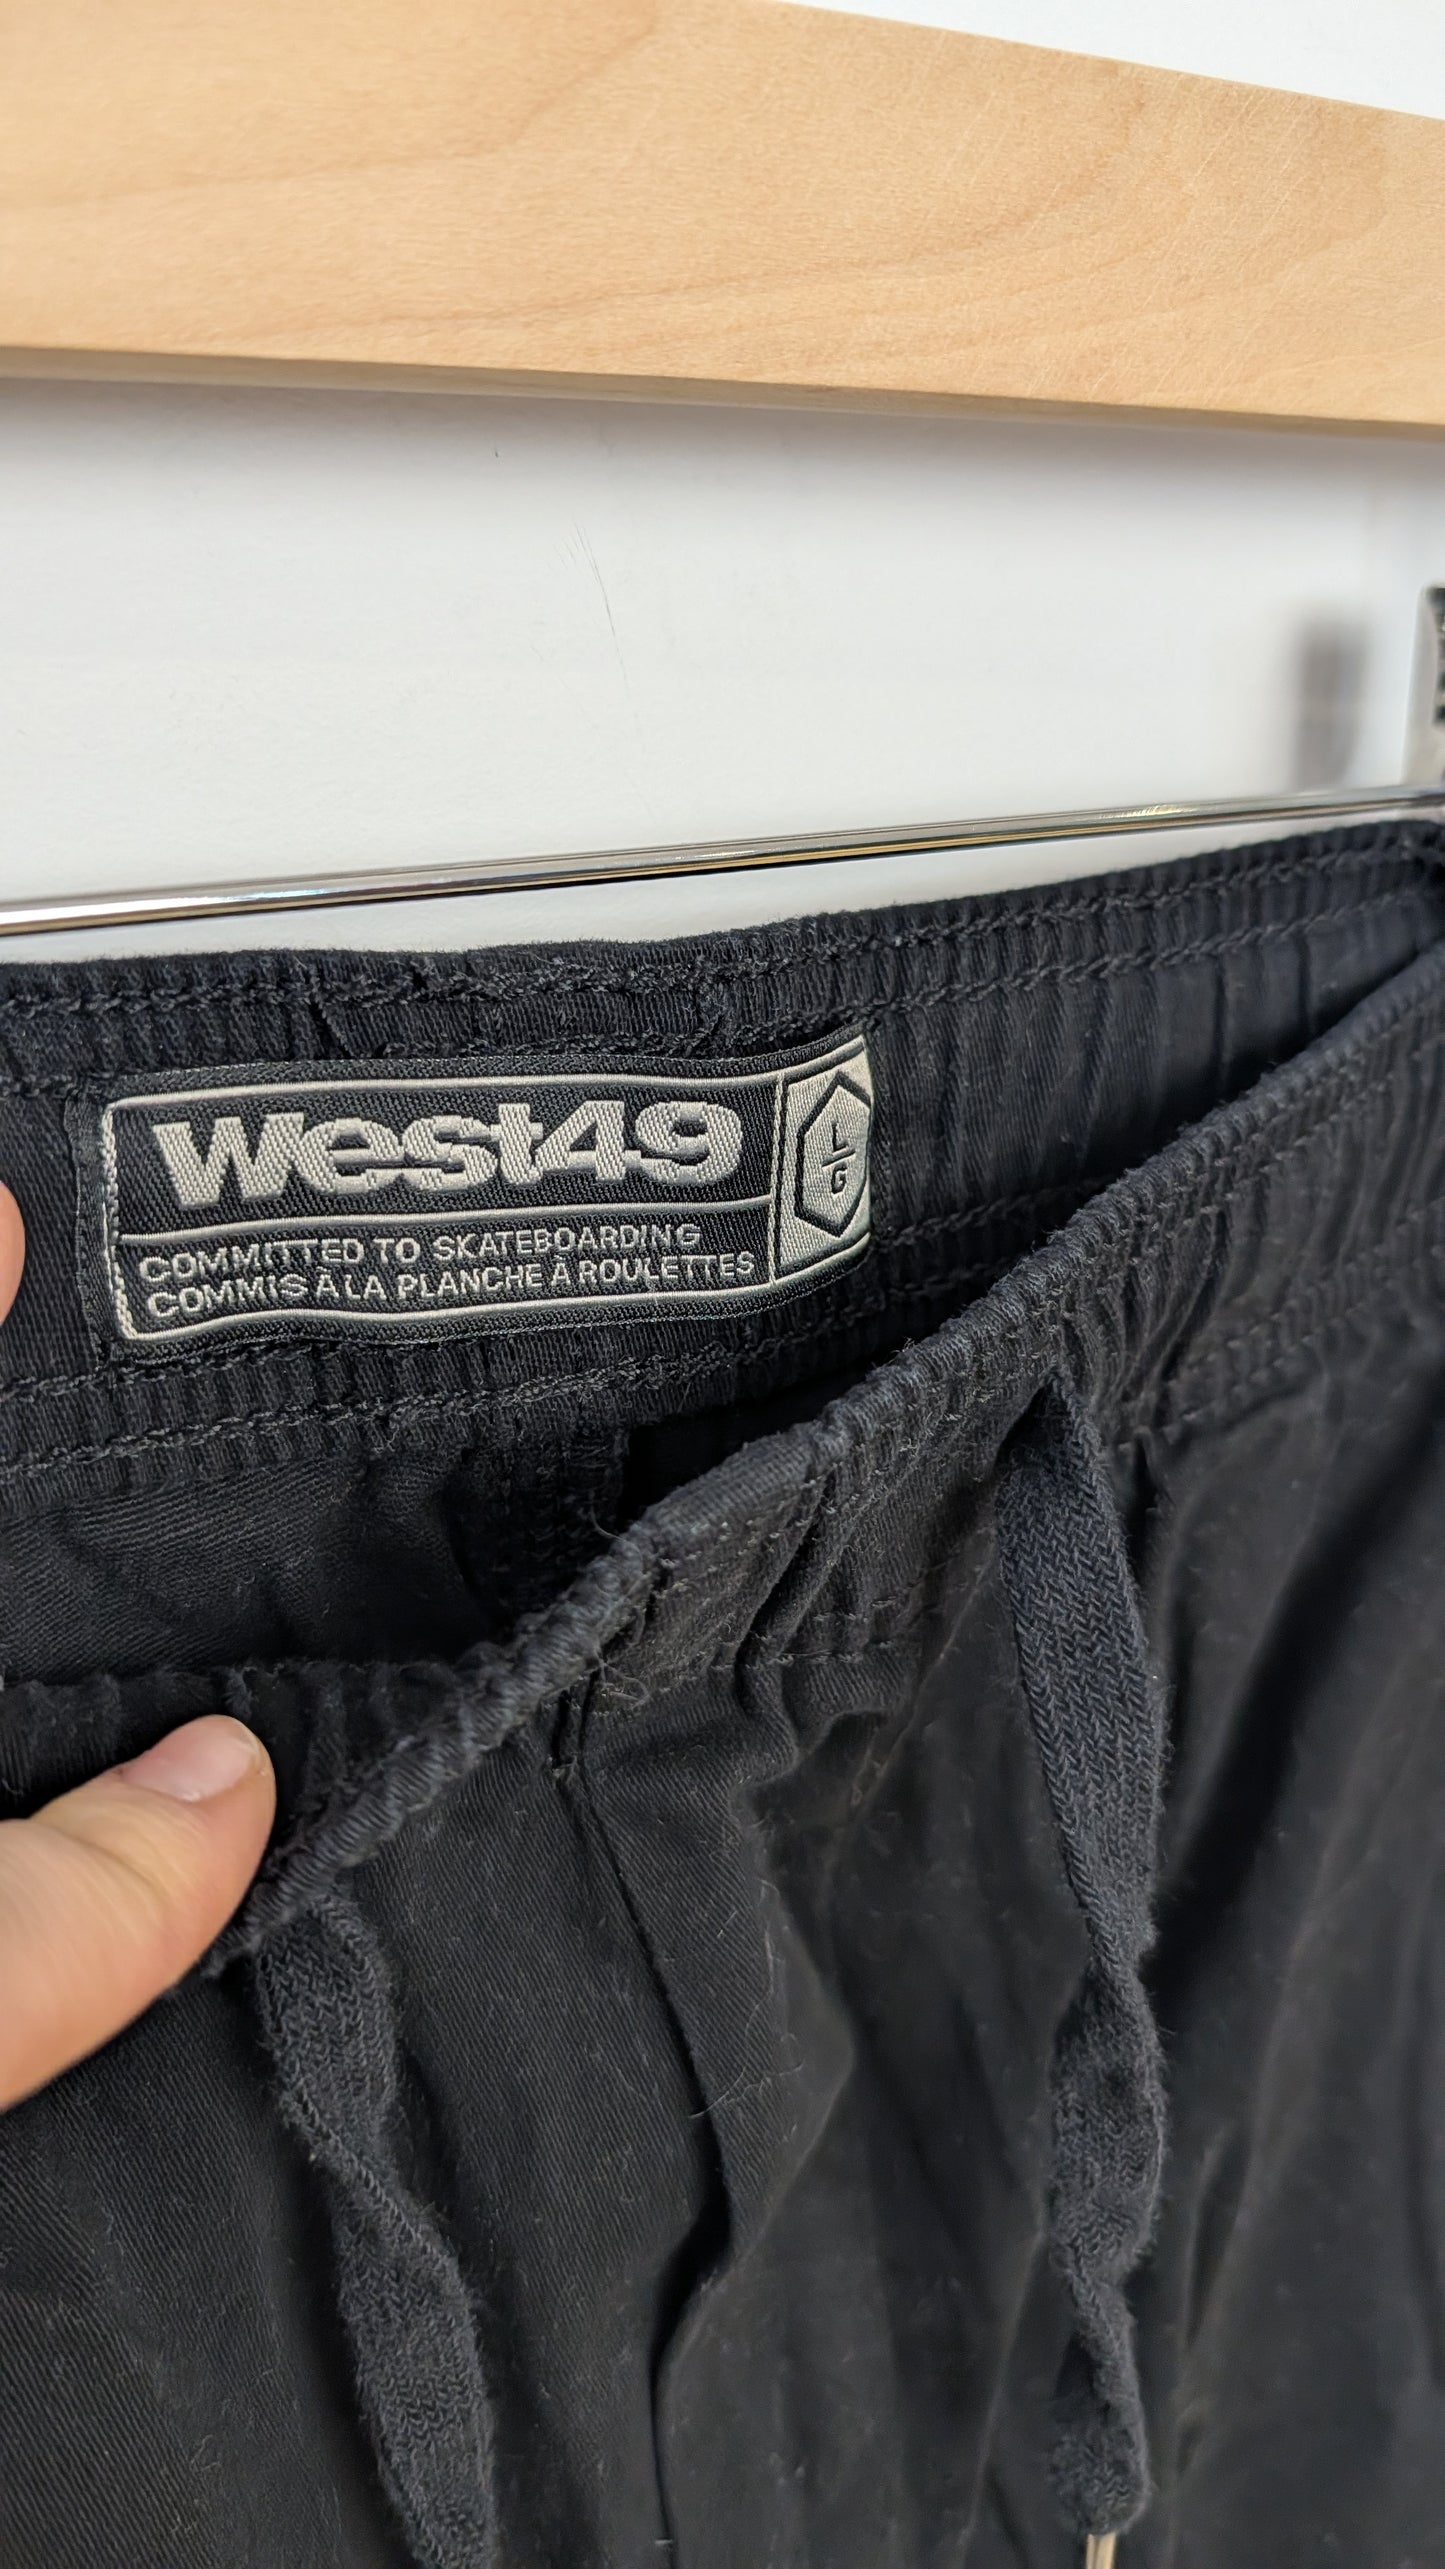 West49
COMMITTED TO SKATEBOARDING
COMMIS À LA PLANCHE À ROULETTES
L
G